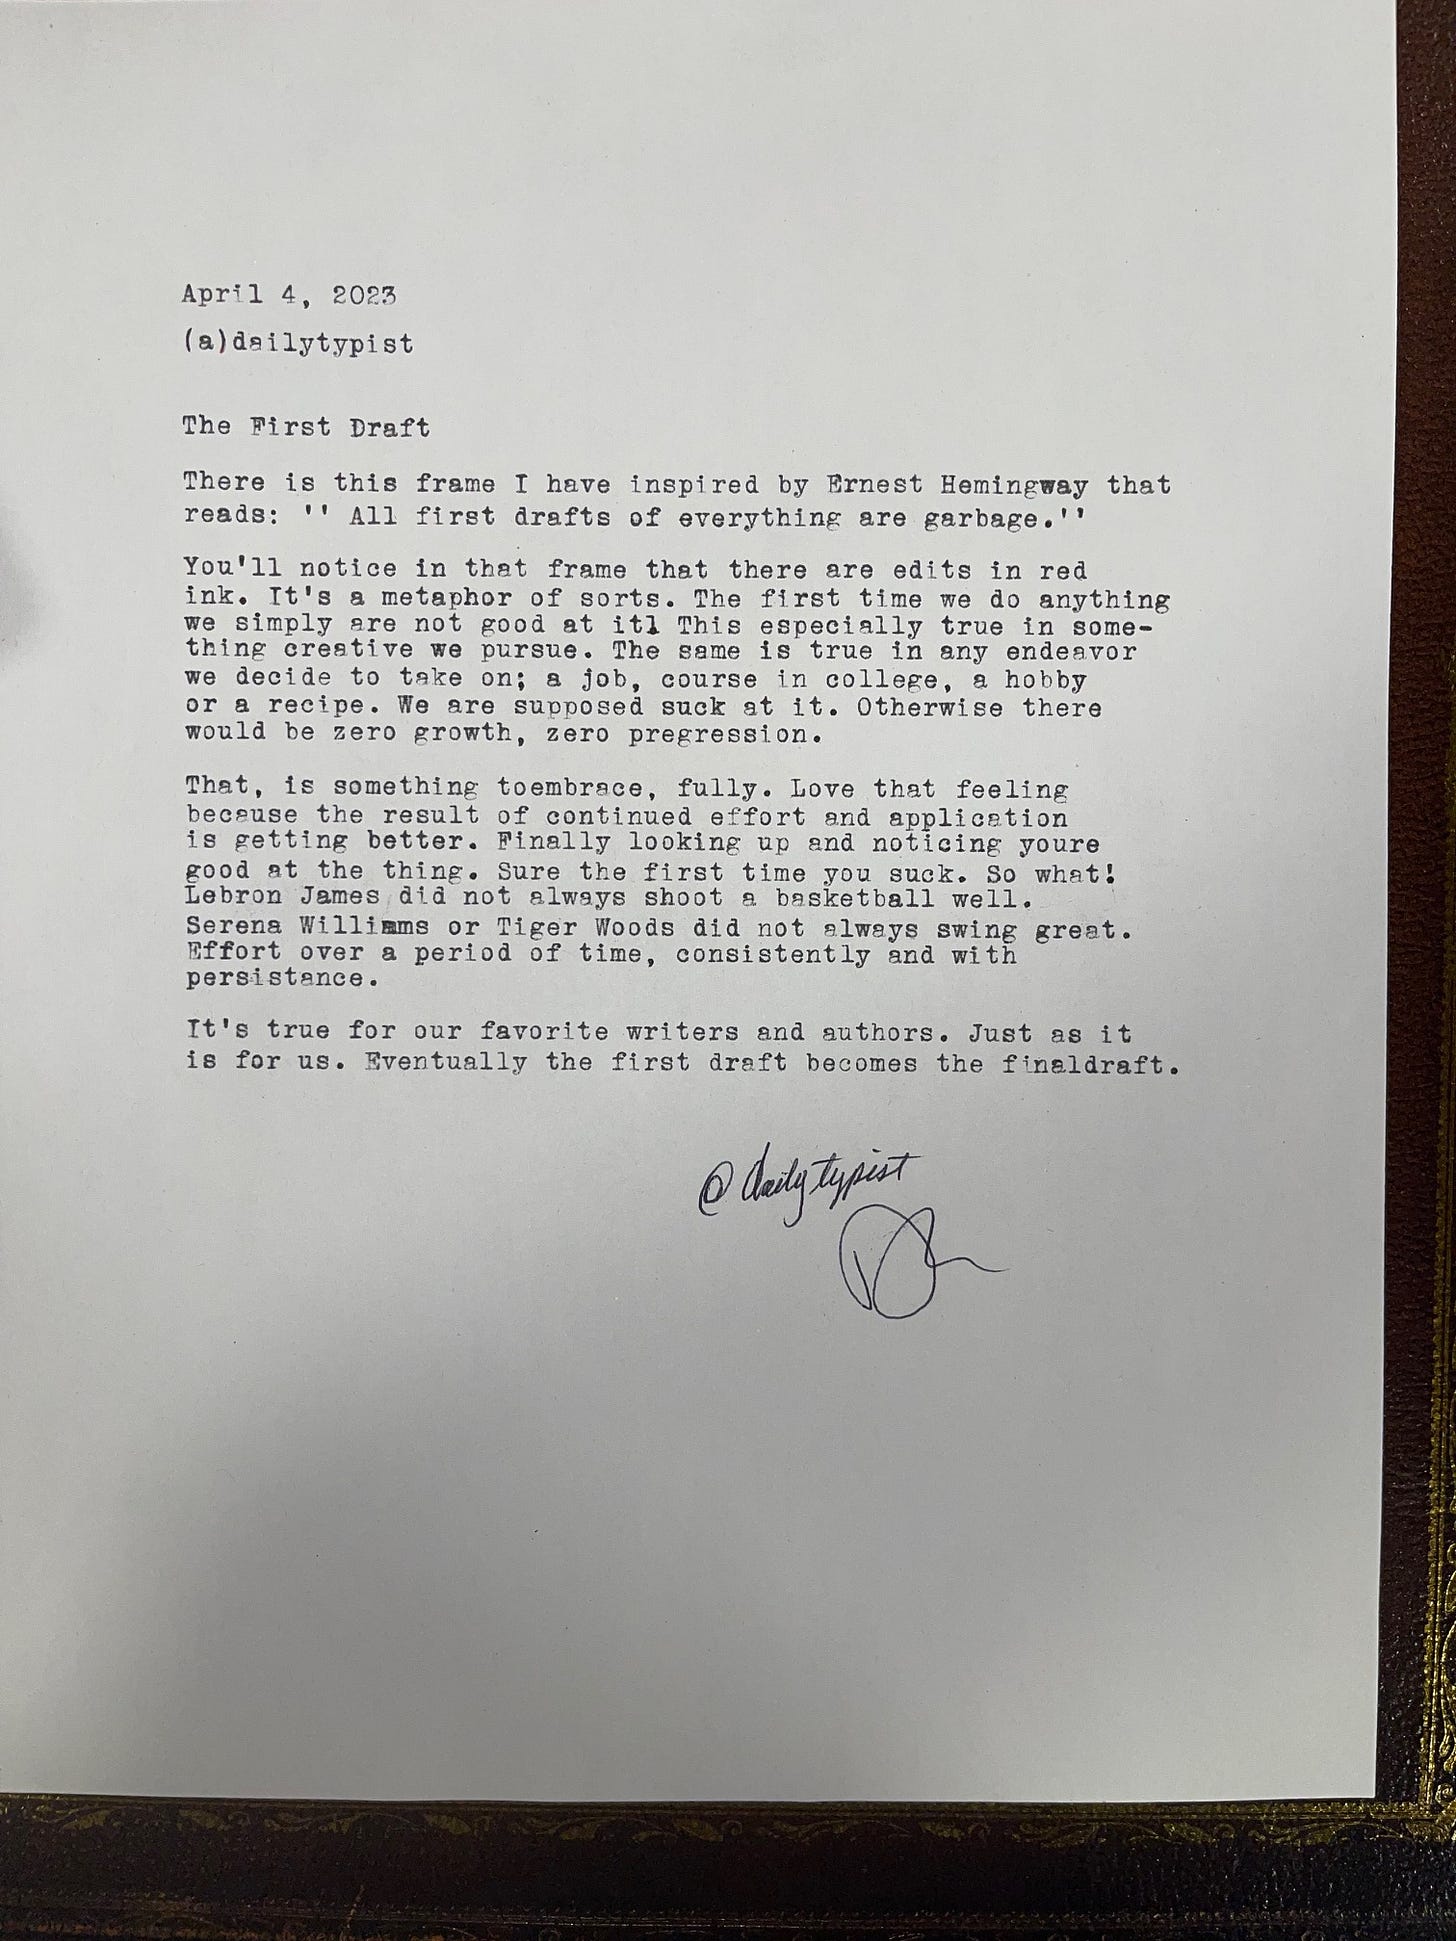 April 4, 2023
(a)dailytypist
The First Draft
There is this frame I have inspired by Ernest Hemingway that
reads: '' All first drafts of everything are garbage.''
You'll notice in that frame that there are edits in red
ink. It's a metaphor of sorts. The first time we do anything
we simply are not good at itl This especially true in some-
thing creative we pursue. The same is true in any endeavor
we decide to take on; a job, course in college, a hobby
or a recipe. We are supposed suck at it. Otherwise there
would be zero growth, zero pregression.
That, is something toembrace, fully. Love that feeling
because the result of continued effort and application
is getting better. Finally looking up and noticing youre
good at the thing. Sure the first time you suck. So what!
Lebron James did not always shoot a basketball well.
Serena Williams or Tiger Woods did not always swing great.
Effort over a period of time, consistently and with
persistance.
It's true for our favorite writers and authors. Just as it
is for us. Eventually the first draft becomes the finaldraft.
@dailytypist